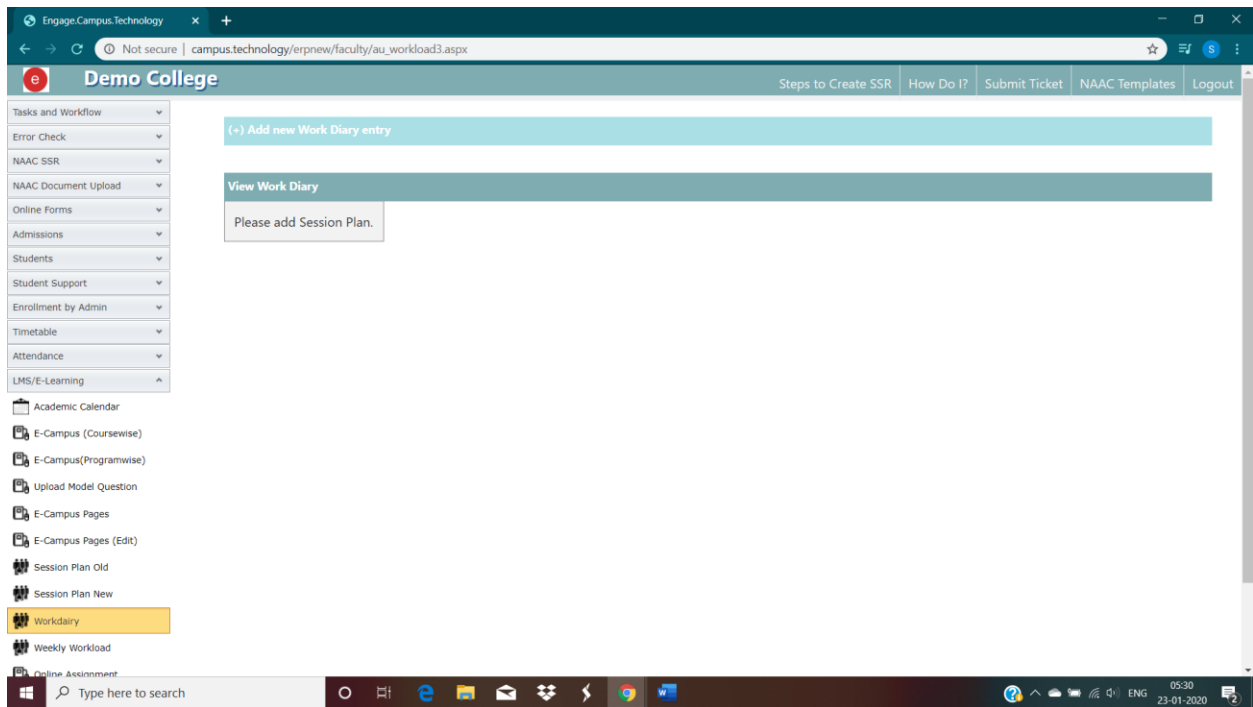 Engage.Campus.Technology
Not secure | campus.technology/erpnew/faculty/au_workload3.aspx
S
e
Demo College
Steps to Create SSR
How Do I?
Submit Ticket
NAAC Templates
Logout
Tasks and Workflow
Error Check
NAAC SSR
NAAC Document Upload
Online Forms
Admissions
Students
Student Support
Enrollment by Admin
Timetable
Attendance
LMS/E-Learning
Academic Calendar
E-Campus (Coursewise)
E-Campus(Programwise)
Upload Model Question
E-Campus Pages
E-Campus Pages (Edit)
Session Plan Old
Session Plan New
Workdairy
Weekly Workload
Online Assignment
(+) Add new Work Diary entry
View Work Diary
Please add Session Plan.
Type here to search
ENG
05:30
23-01-2020
2